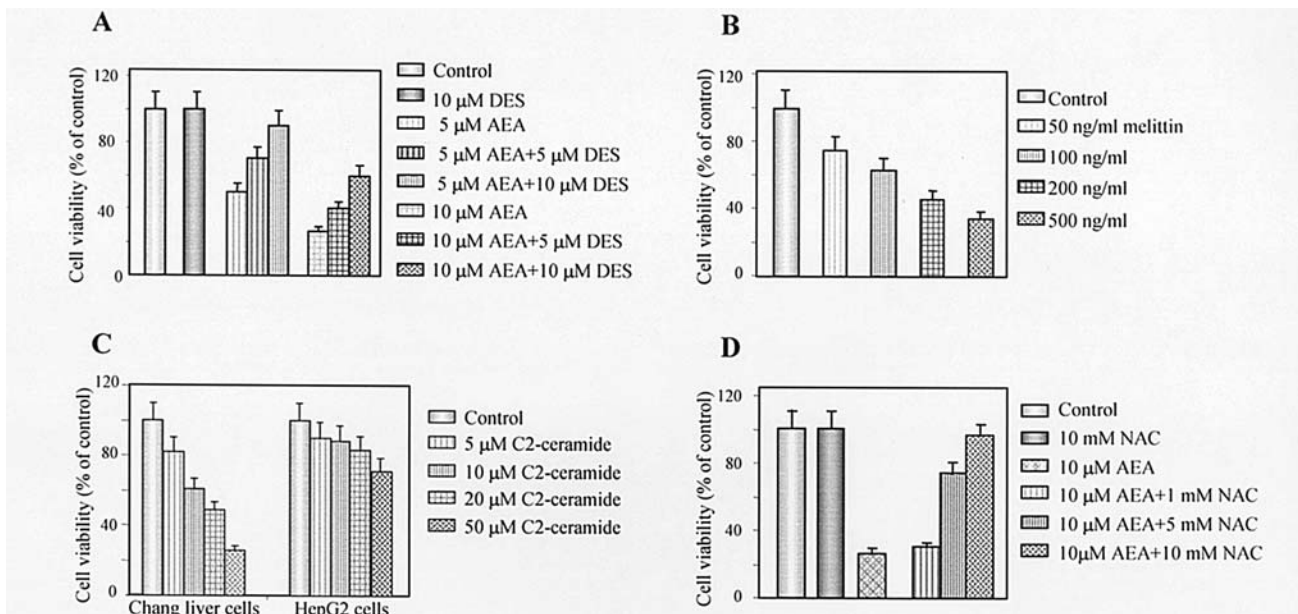 A
Cell viability (% of control)
120
80
40
0
Control
10 µM DES
5 µM AEA
5 µM AEA+5 µM DES
5 µM AEA+10 µM DES
10 µM AEA
10 µM AEA+5 µM DES
10 µM AEA+10 µM DES
B
Cell viability (% of control)
120
80
40
0
Control
50 ng/ml melittin
100 ng/ml
200 ng/ml
500 ng/ml
C
Cell viability (% of control)
120
80
40
0
Chang liver cells
HepG2 cells
Control
5 µM C2-ceramide
10 µM C2-ceramide
20 µM C2-ceramide
50 µM C2-ceramide
D
Cell viability (% of control)
120
80
40
0
Control
10 mM NAC
10 µM AEA
10 µM AEA+1 mM NAC
10 µM AEA+5 mM NAC
10µM AEA+10 mM NAC